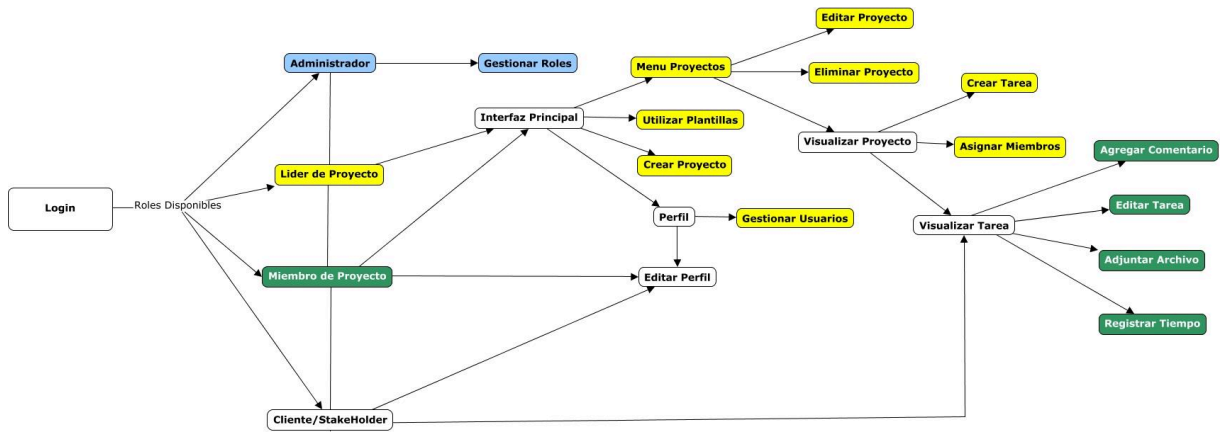 Editar Proyecto
Administrador
Gestionar Roles
Menu Proyectos
Eliminar Proyecto
Crear Tarea
Interfaz Principal
Utilizar Plantillas
Visualizar Proyecto
Asignar Miembros
Agregar Comentario
Crear Proyecto
Lider de Proyecto
Login
Roles Disponibles
Perfil
Gestionar Usuarios
Visualizar Tarea
Editar Tarea
Adjuntar Archivo
Miembro de Proyecto
Editar Perfil
Registrar Tiempo
Cliente/StakeHolder